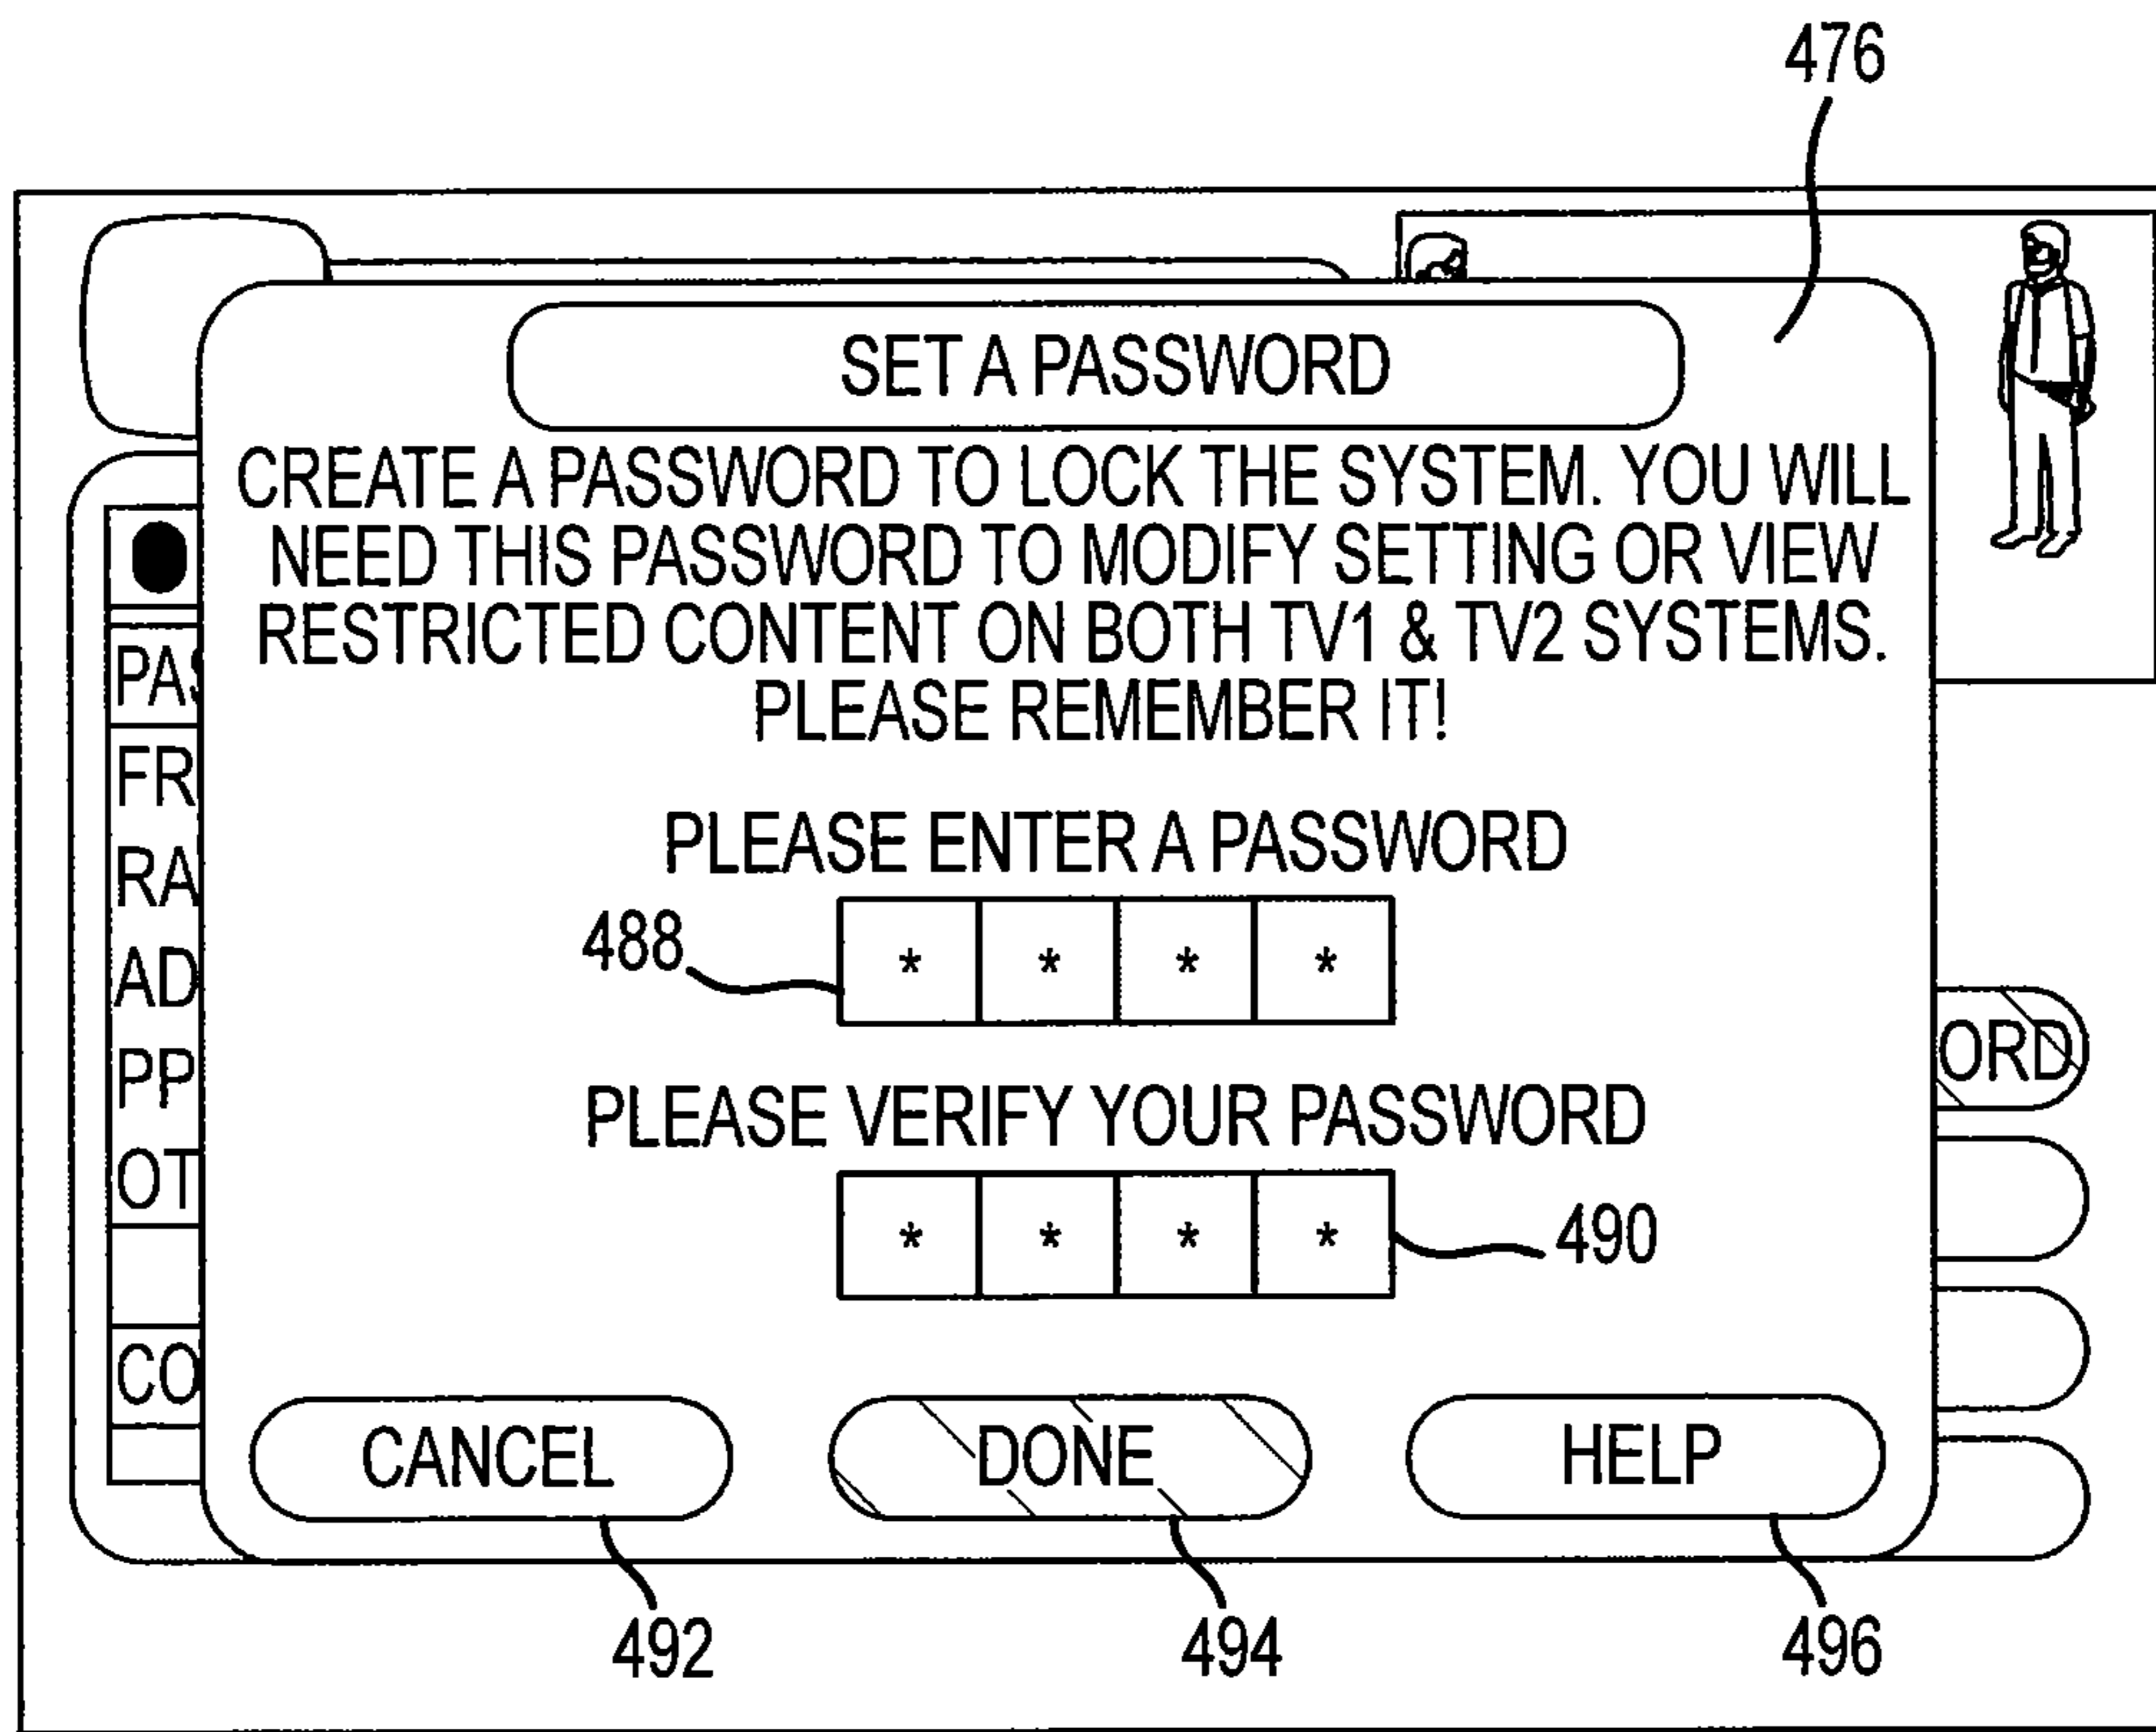 476
SET A PASSWORD
CREATE A PASSWORD TO LOCK THE SYSTEM. YOU WILL
NEED THIS PASSWORD TO MODIFY SETTING OR VIEW
RESTRICTED CONTENT ON BOTH TV1 & TV2 SYSTEMS.
PLEASE REMEMBER IT!
PAS
FR
PLEASE ENTER A PASSWORD
RA
488
* * * *
AD
ORD
PP
PLEASE VERIFY YOUR PASSWORD
OT
* * * *
490
CO
CANCEL
DONE
HELP
492
494
496